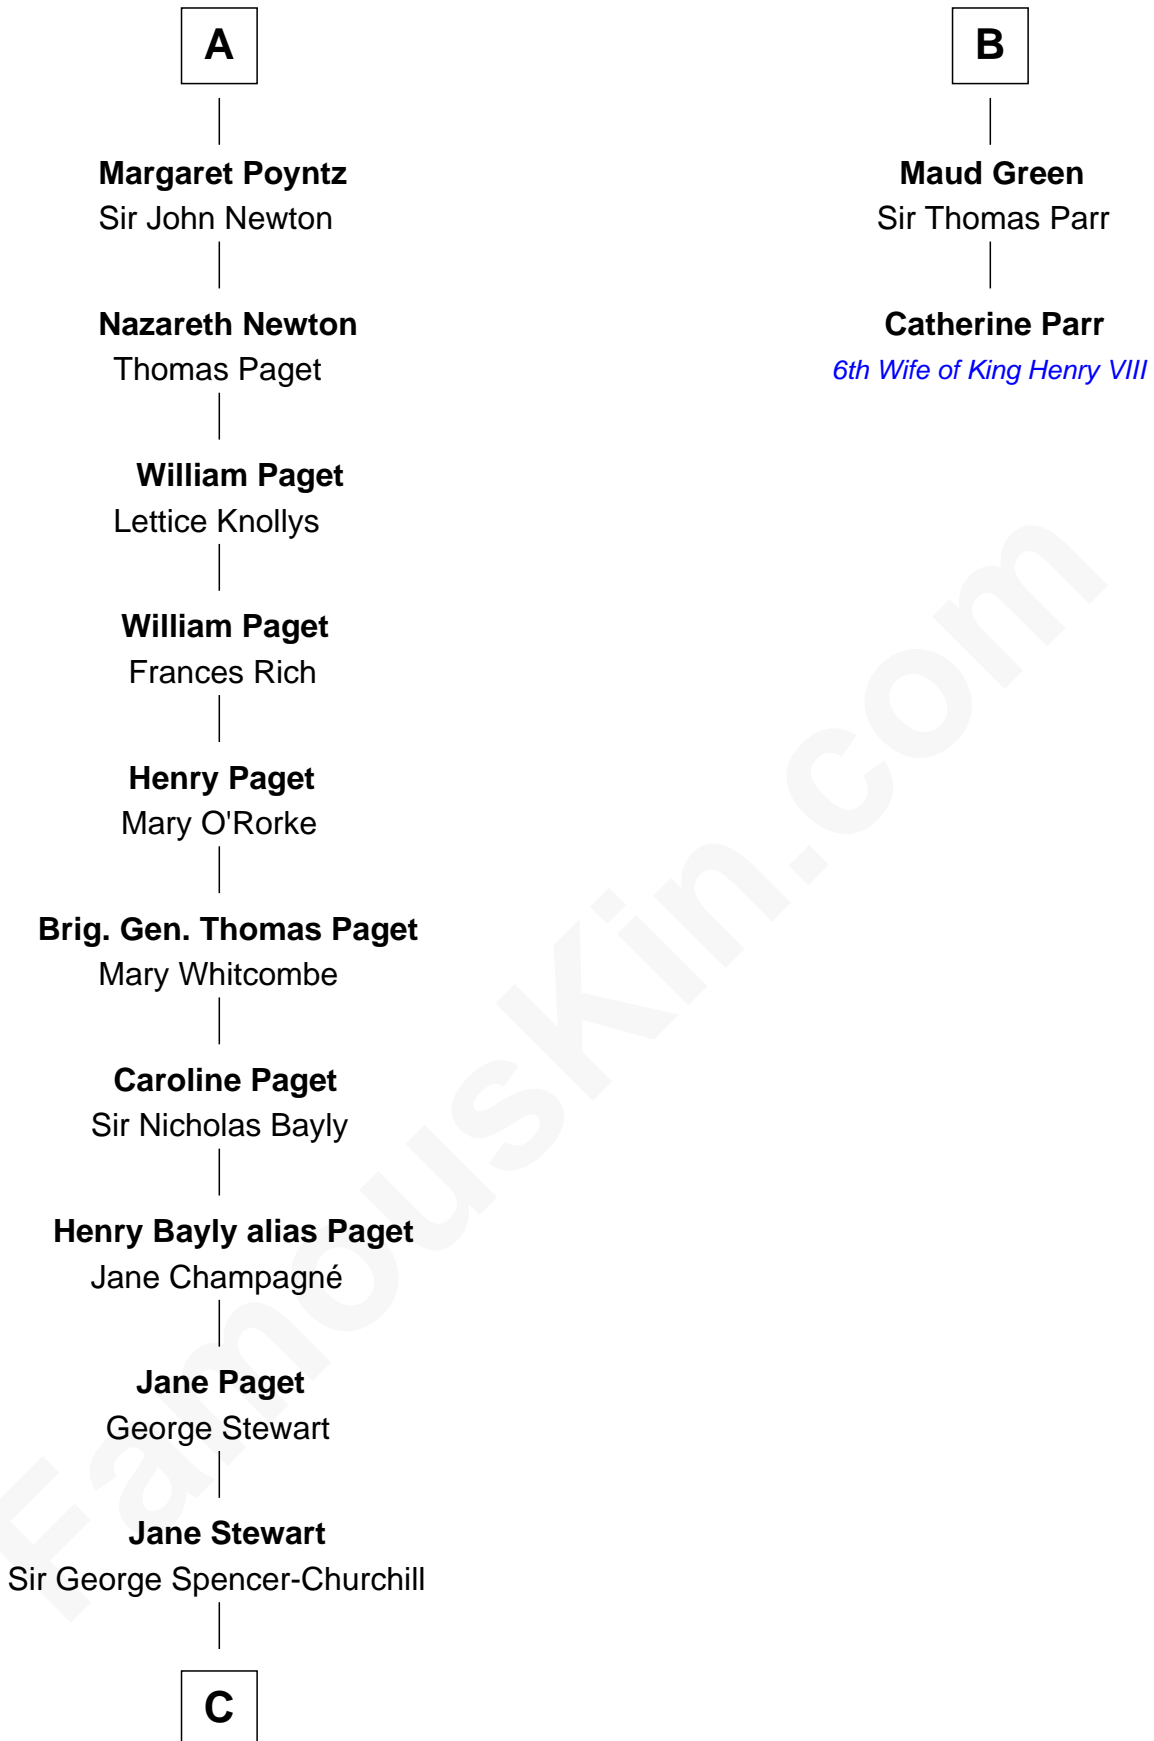 A
Margaret Poyntz
Sir John Newton
Nazareth Newton
Thomas Paget
William Paget
Lettice Knollys
William Paget
Frances Rich
Henry Paget
Mary O'Rorke
Brig. Gen. Thomas Paget
Mary Whitcombe
Caroline Paget
Sir Nicholas Bayly
Henry Bayly alias Paget
Jane Champagné
Jane Paget
George Stewart
Jane Stewart
Sir George Spencer-Churchill
C
B
Maud Green
Sir Thomas Parr
Catherine Parr
6th Wife of King Henry VIII
FamousKin.com